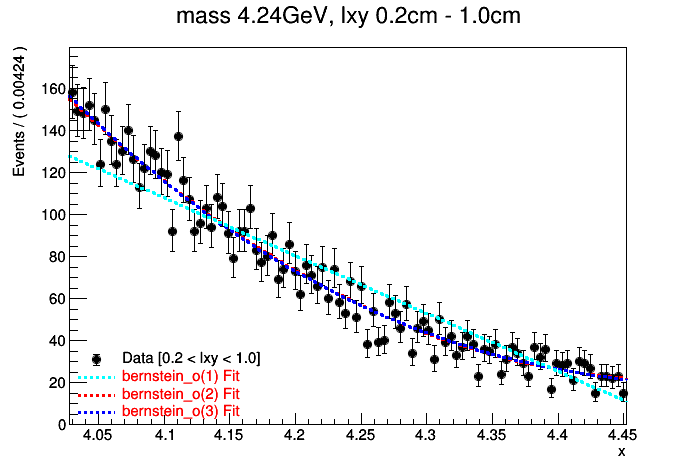 mass 4.24GeV, lxy 0.2cm - 1.0cm
Events / ( 0.00424 )
160
140
120
100
80
60
40
20
0
Data [0.2 < lxy < 1.0]
bernstein_o(1) Fit
bernstein_o(2) Fit
bernstein_o(3) Fit
4.05 4.1 4.15 4.2 4.25 4.3 4.35 4.4 4.45
x